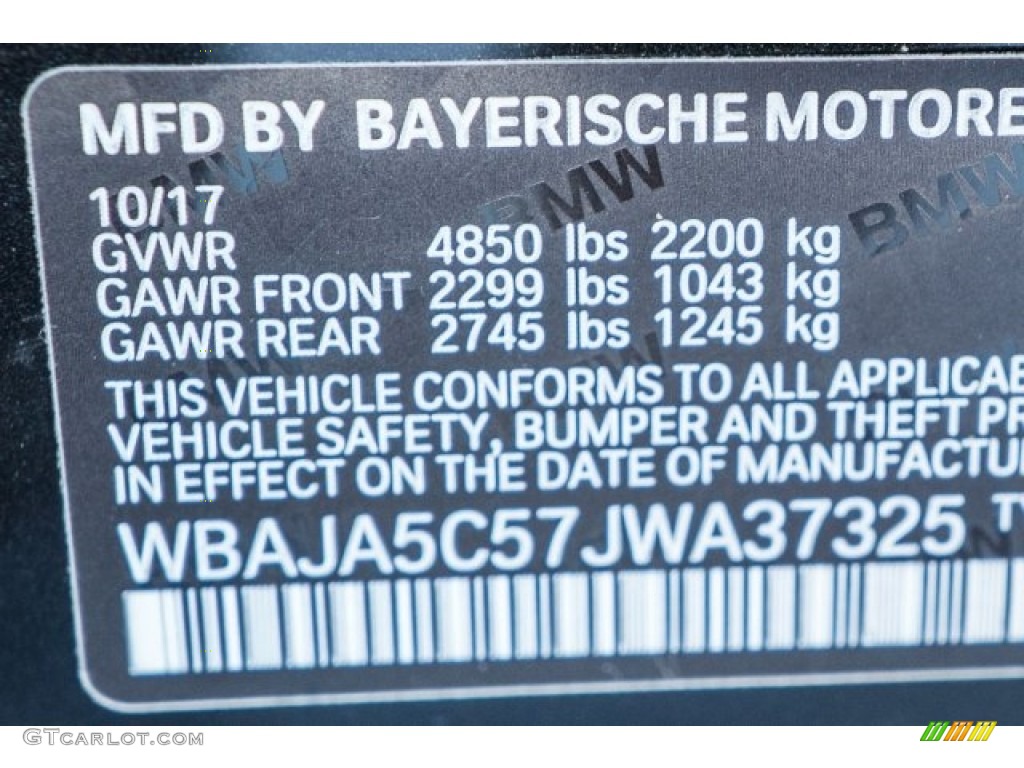 MFD BY BAYERISCHE MOTORE
10/17
GVWR 4850 lbs 2200 kg
GAWR FRONT 2299 lbs 1043 kg
GAWR REAR 2745 lbs 1245 kg
THIS VEHICLE CONFORMS TO ALL APPLICAB
VEHICLE SAFETY, BUMPER AND THEFT PR
IN EFFECT ON THE DATE OF MANUFACTU
WBAJA5C57JWA37325 TY
BMW BMW BMW
GTCARLOT.COM